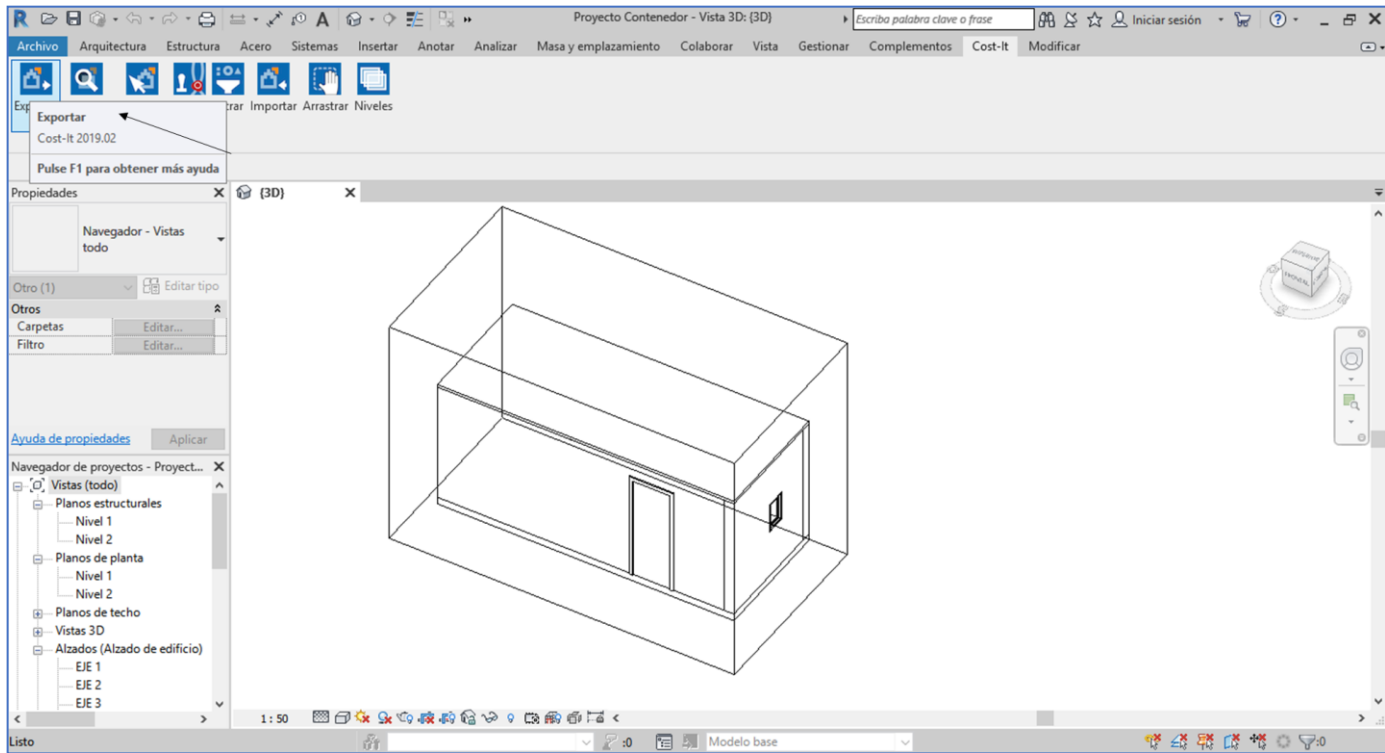 Proyecto Contenedor - Vista 3D: {3D}
Escriba palabra clave o frase
Iniciar sesión
Archivo Arquitectura Estructura Acero Sistemas Insertar Anotar Analizar Masa y emplazamiento Colaborar Vista Gestionar Complementos Cost-It Modificar
Importar Arrastrar Niveles
Exportar
Cost-It 2019.02
Pulse F1 para obtener más ayuda
Propiedades
{3D}
Navegador - Vistas
todo
Otro (1)
Editar tipo
Otros
Carpetas Editar...
Filtro Editar...
Ayuda de propiedades Aplicar
Navegador de proyectos - Proyect...
Vistas (todo)
Planos estructurales
Nivel 1
Nivel 2
Planos de planta
Nivel 1
Nivel 2
Planos de techo
Vistas 3D
Alzados (Alzado de edificio)
EJE 1
EJE 2
EJE 3
1 : 50
Listo
:0
Modelo base
:0